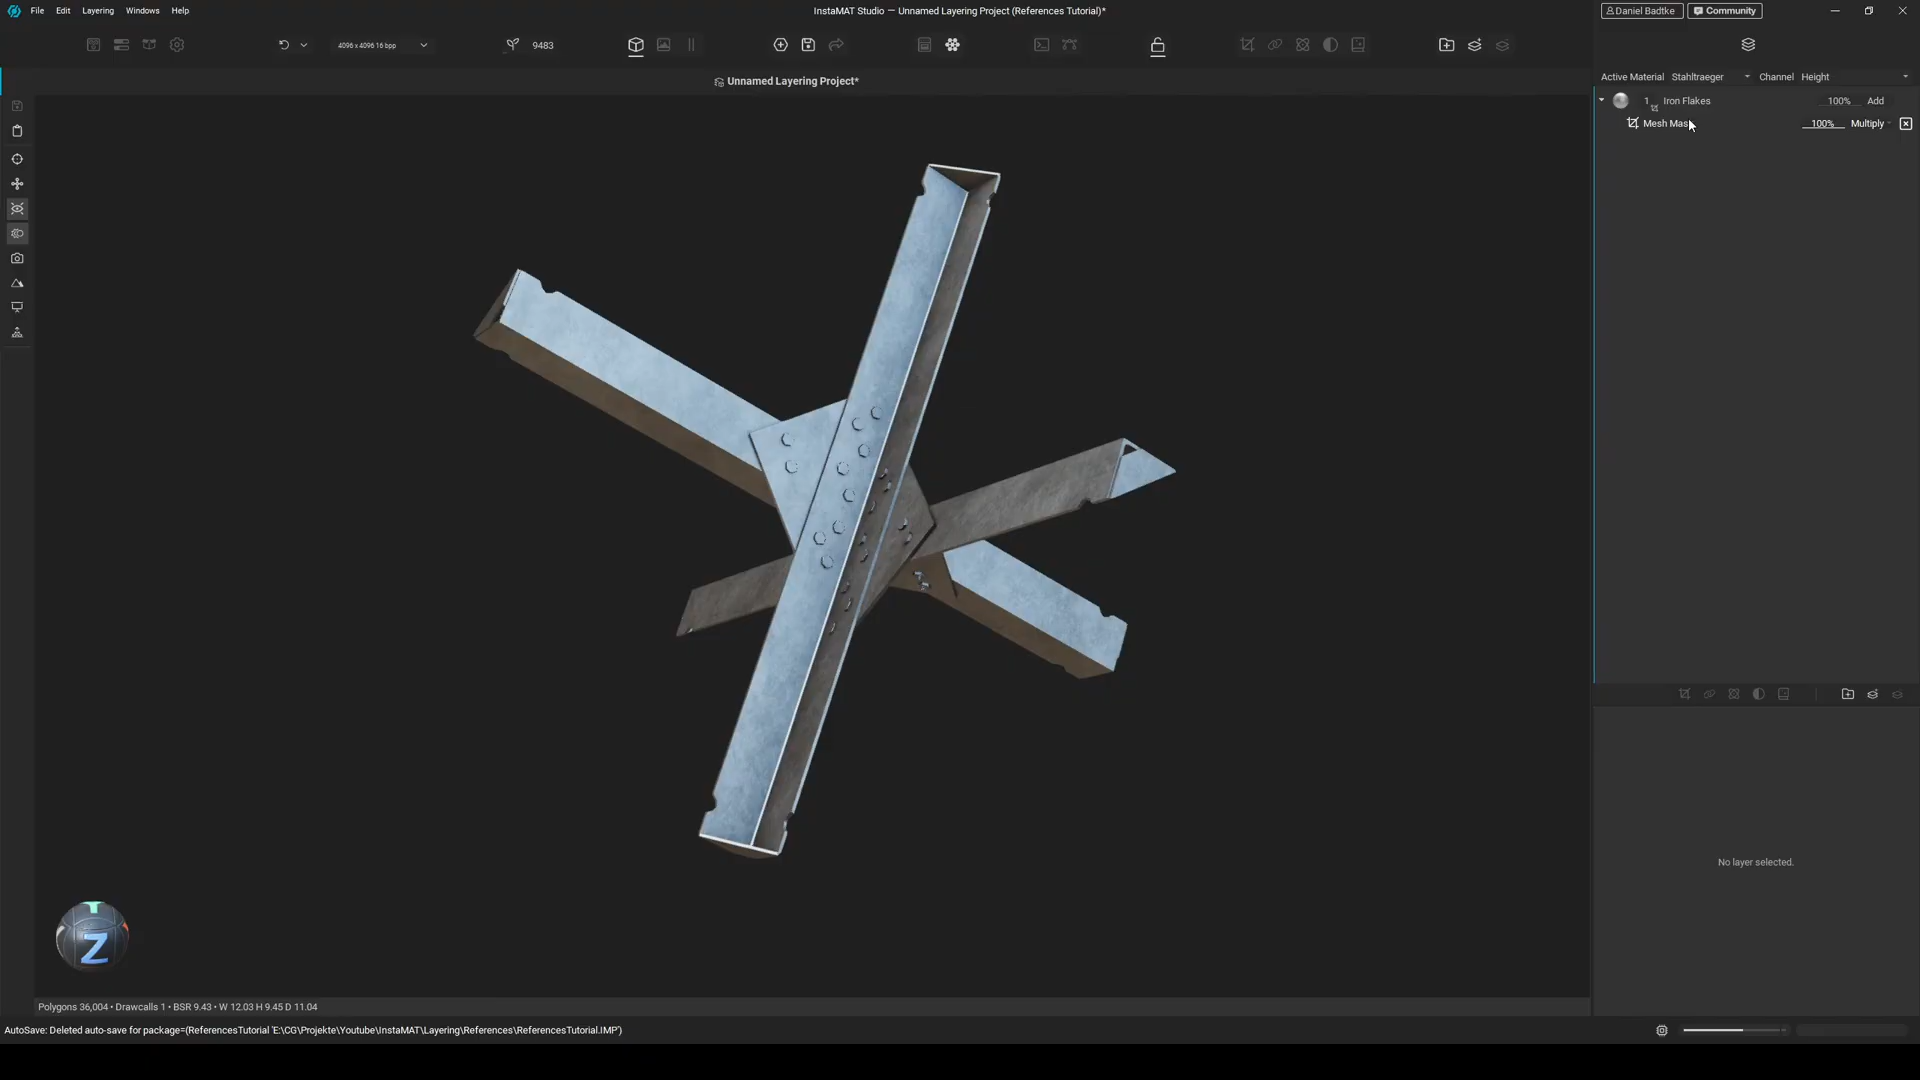 File Edit Layering Windows Help
InstaMAT Studio — Unnamed Layering Project (References Tutorial)*
Daniel Badtke Community
4096 x 4096 16 bpp
9483
Unnamed Layering Project*
Active Material Stahltraeger Channel Height
1 Iron Flakes 100% Add
Mesh Mas 100% Multiply
No layer selected.
Z
Polygons 36,004 • Drawcalls 1 • BSR 9.43 • W 12.03 H 9.45 D 11.04
AutoSave: Deleted auto-save for package=(ReferencesTutorial 'E:\CG\Projekte\Youtube\InstaMAT\Layering\References\ReferencesTutorial.IMP')